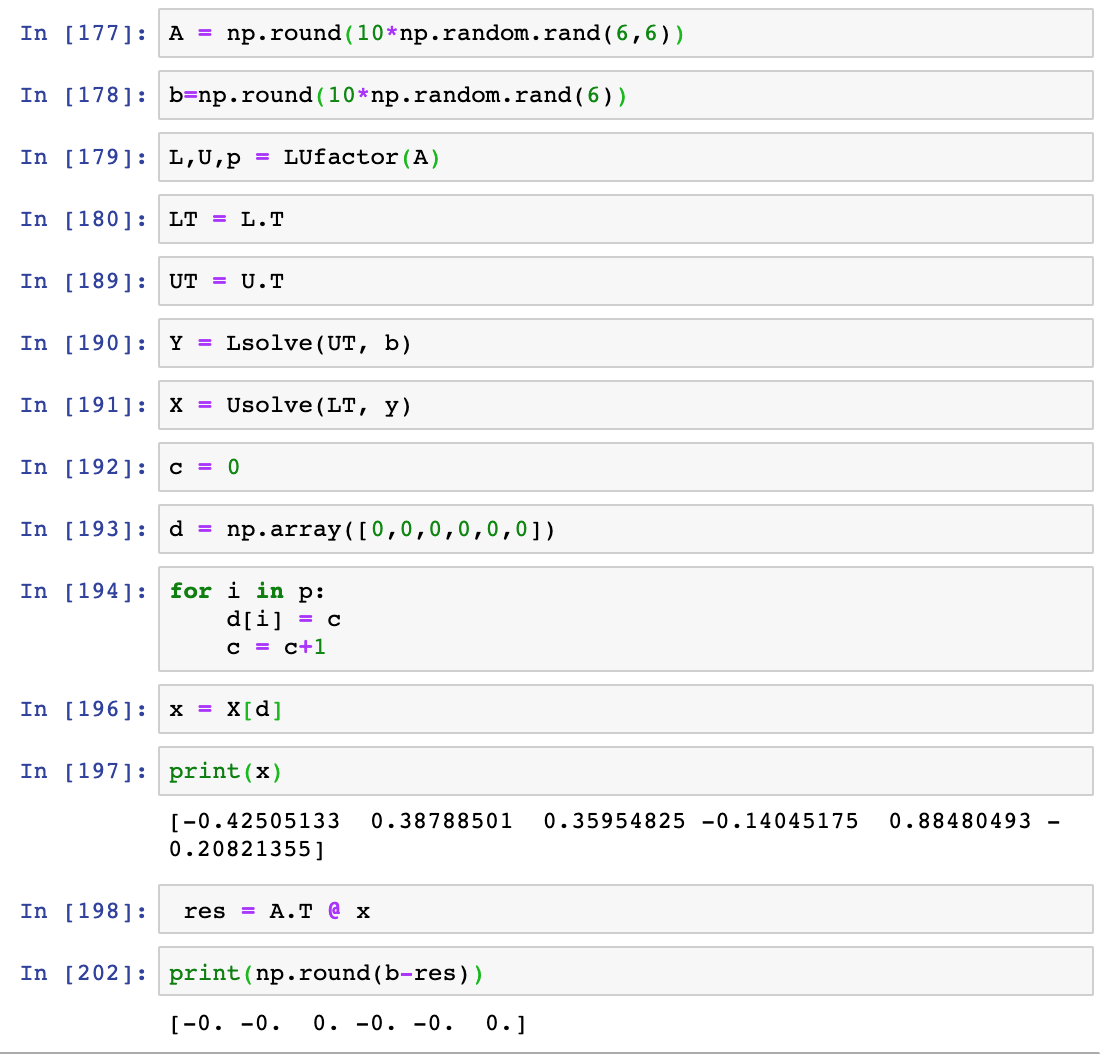 In [177]: A = np.round(10*np.random.rand(6,6))
In [178]: b=np.round(10*np.random.rand(6))
In [179]: L,U,p = LUfactor(A)
In [180]: LT = L.T
In [189]: UT = U.T
In [190]: Y = Lsolve(UT, b)
In [191]: X = Usolve(LT, y)
In [192]: c = 0
In [193]: d = np.array([0,0,0,0,0,0])
In [194]: for i in p:
    d[i] = c
    c = c+1
In [196]: x = X[d]
In [197]: print(x)
[-0.42505133  0.38788501  0.35954825 -0.14045175  0.88480493 -
0.20821355]
In [198]:  res = A.T @ x
In [202]: print(np.round(b-res))
[-0. -0.  0. -0. -0.  0.]